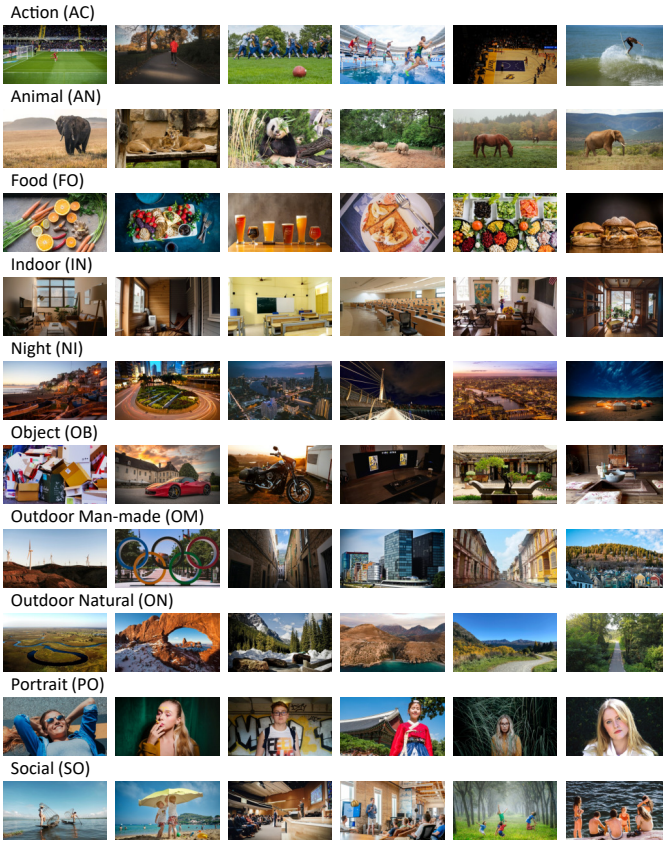 Action (AC)
Animal (AN)
Food (FO)
Indoor (IN)
Night (NI)
Object (OB)
Outdoor Man-made (OM)
Outdoor Natural (ON)
Portrait (PO)
Social (SO)